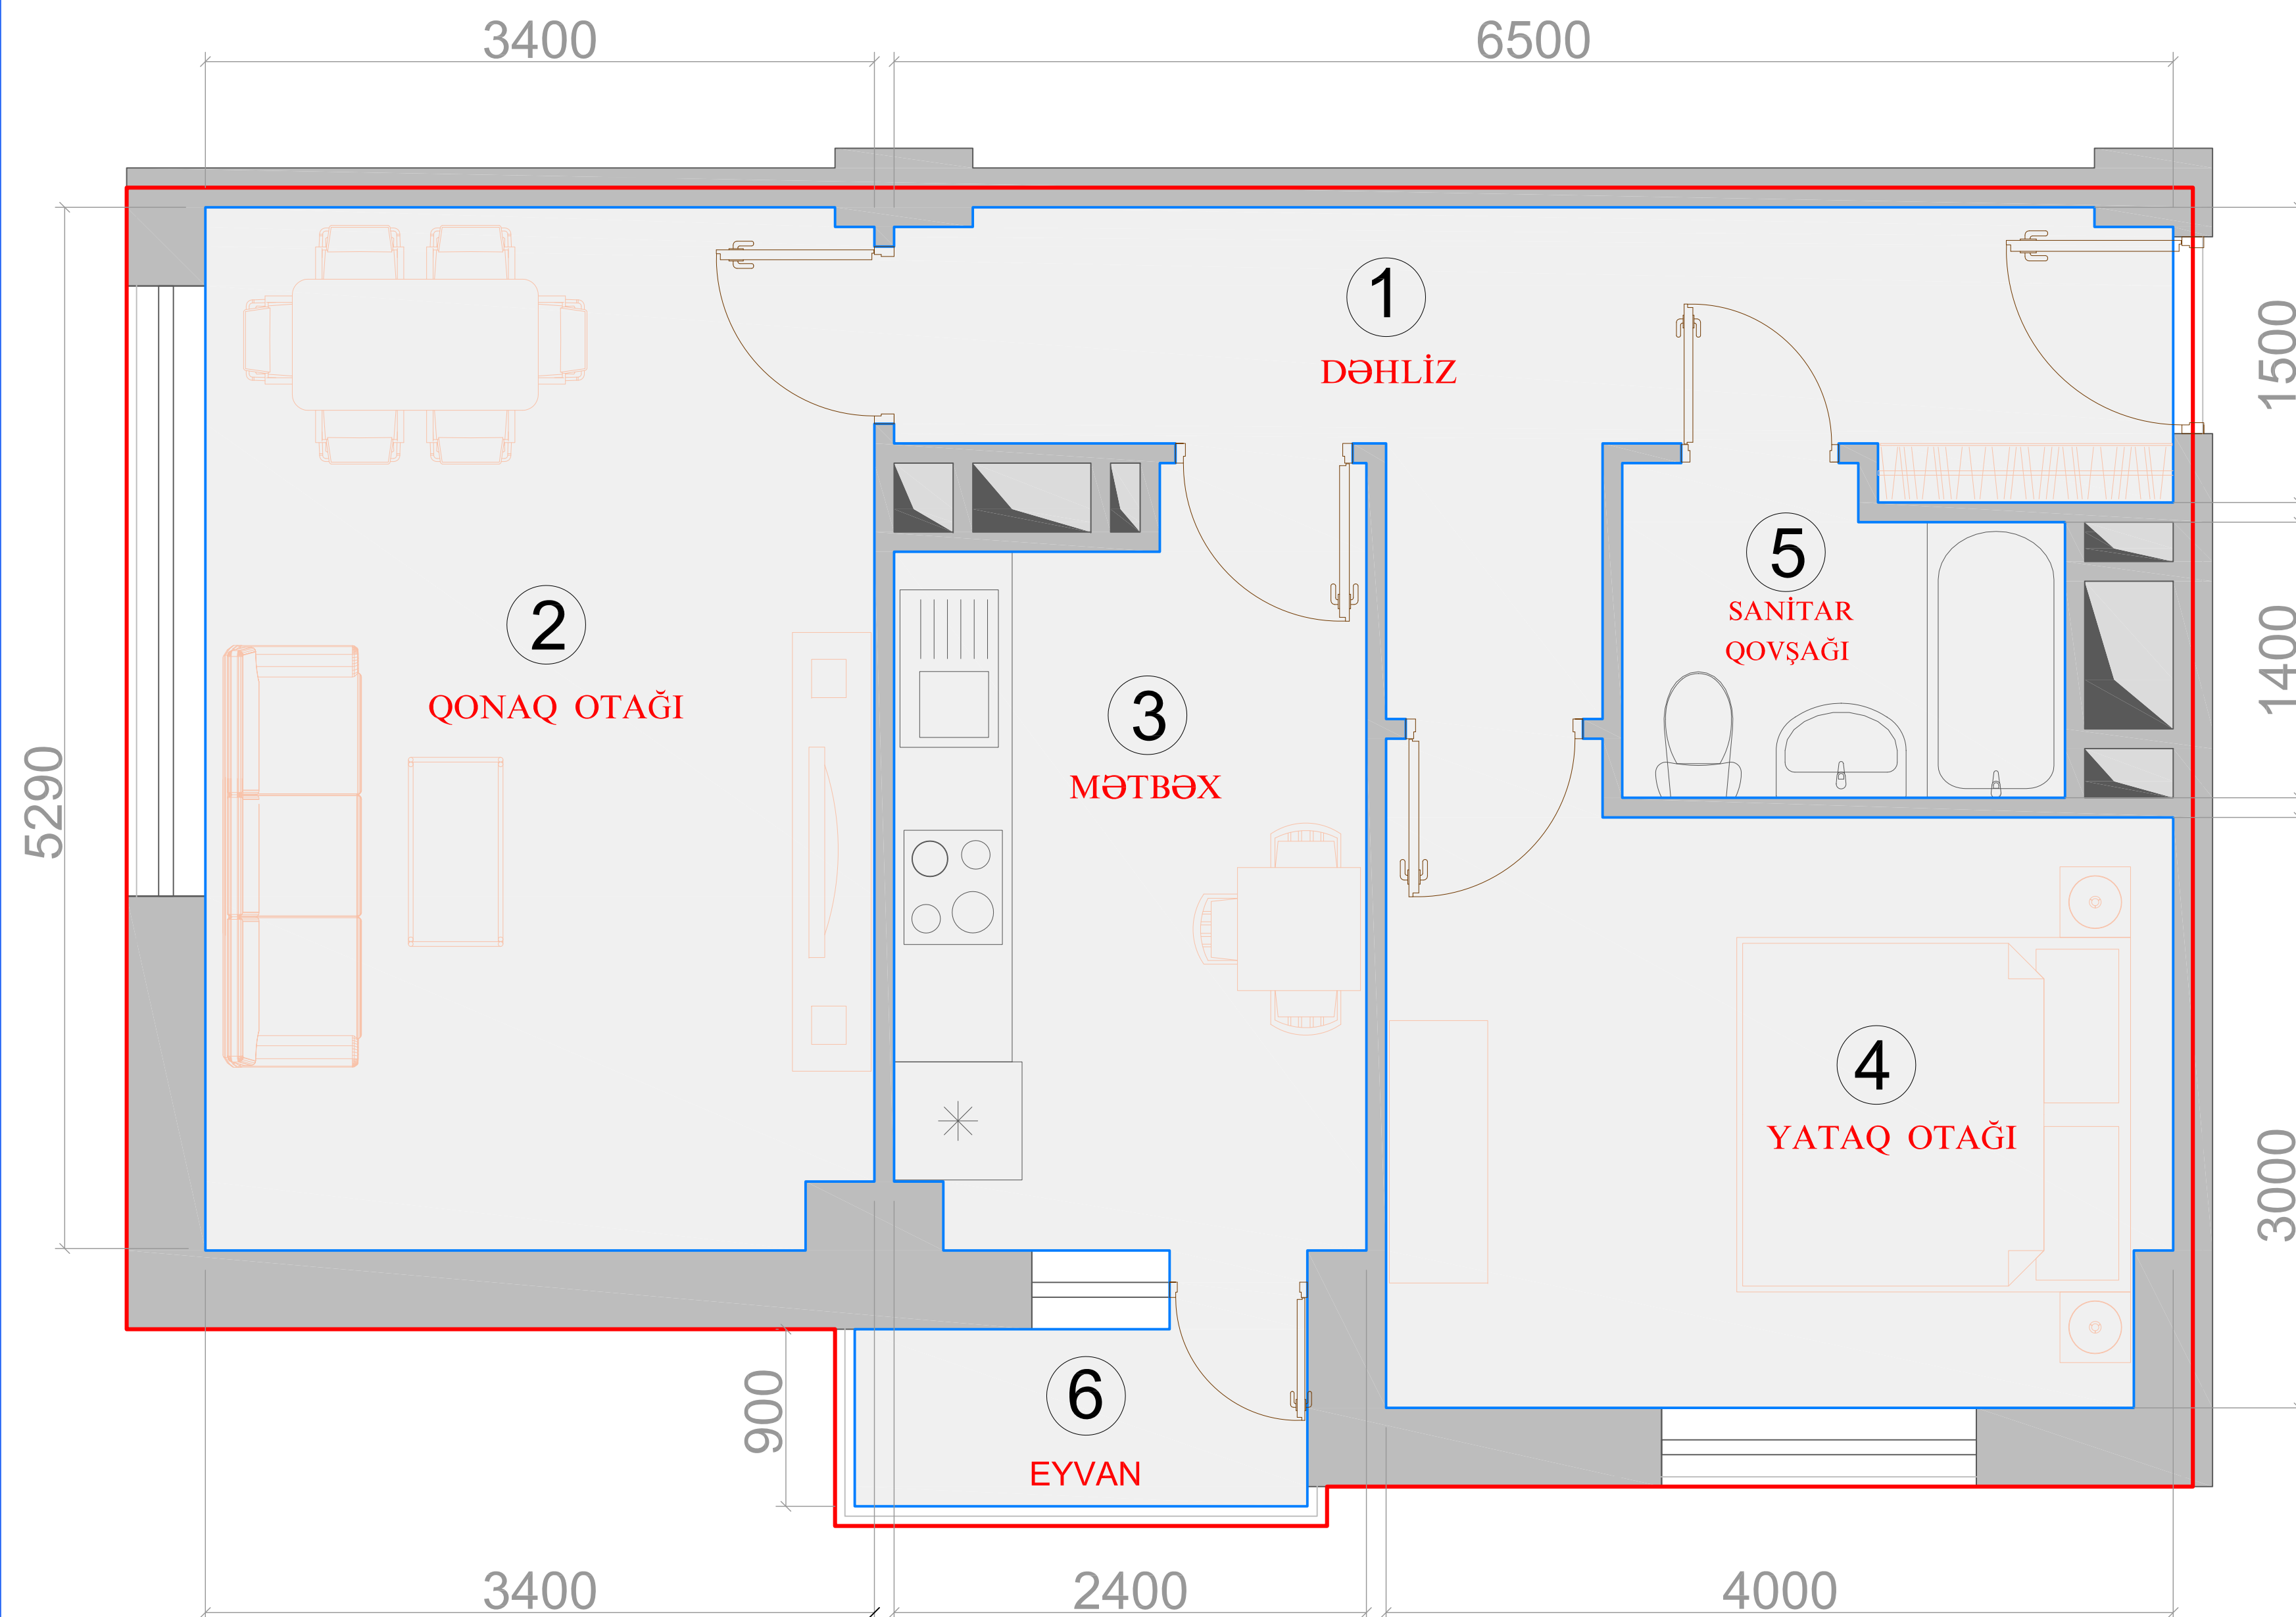 3400
6500
1
DƏHLİZ
1500
2
QONAQ OTAĞI
5
SANİTAR
QOVŞAĞI
1400
3
MƏTBƏX
5290
4
YATAQ OTAĞI
3000
6
EYVAN
900
3400
2400
4000